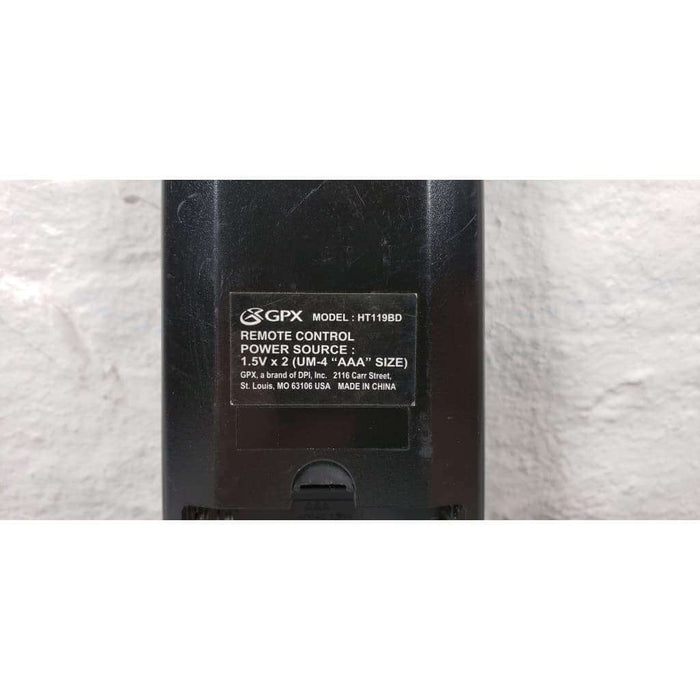 GPX MODEL : HT119BD
REMOTE CONTROL
POWER SOURCE :
1.5V x 2 (UM-4 “AAA” SIZE)
GPX, a brand of DPI, Inc. 2116 Carr Street,
St. Louis, MO 63106 USA MADE IN CHINA
AAA